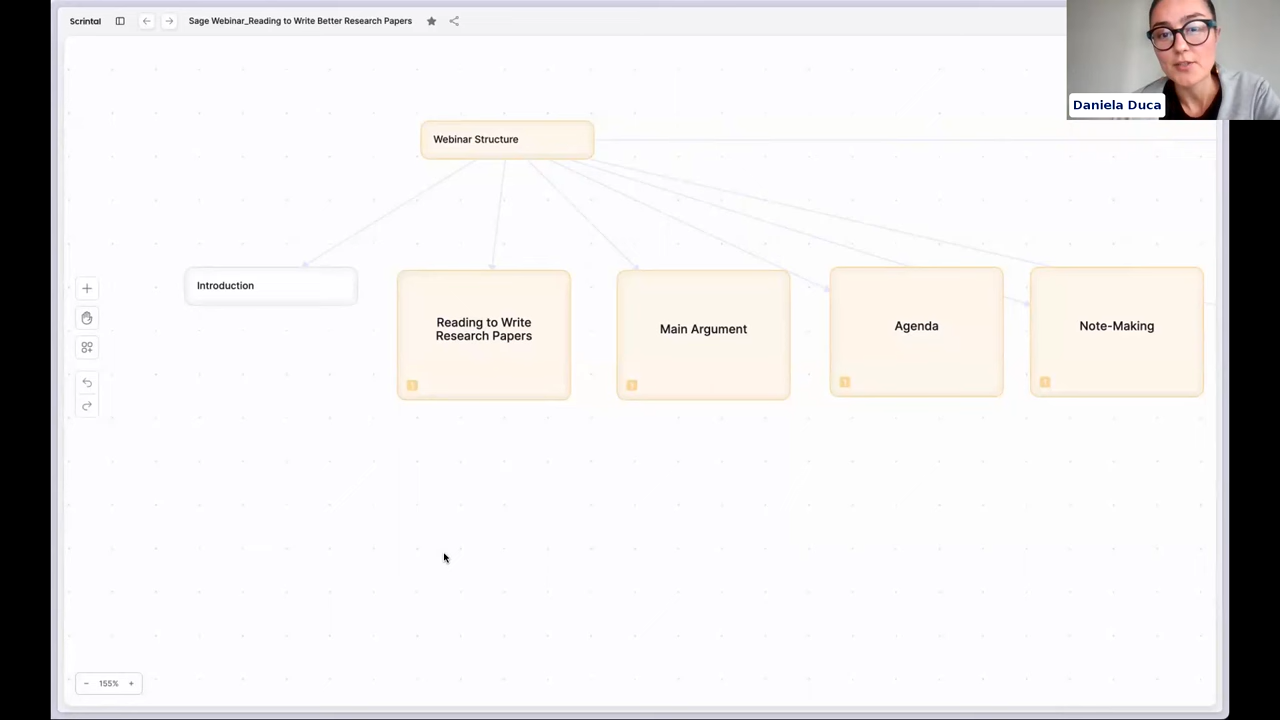 Scrintal
Sage Webinar_Reading to Write Better Research Papers
Daniela Duca
Webinar Structure
Introduction
Reading to Write
Research Papers
Main Argument
Agenda
Note-Making
155%